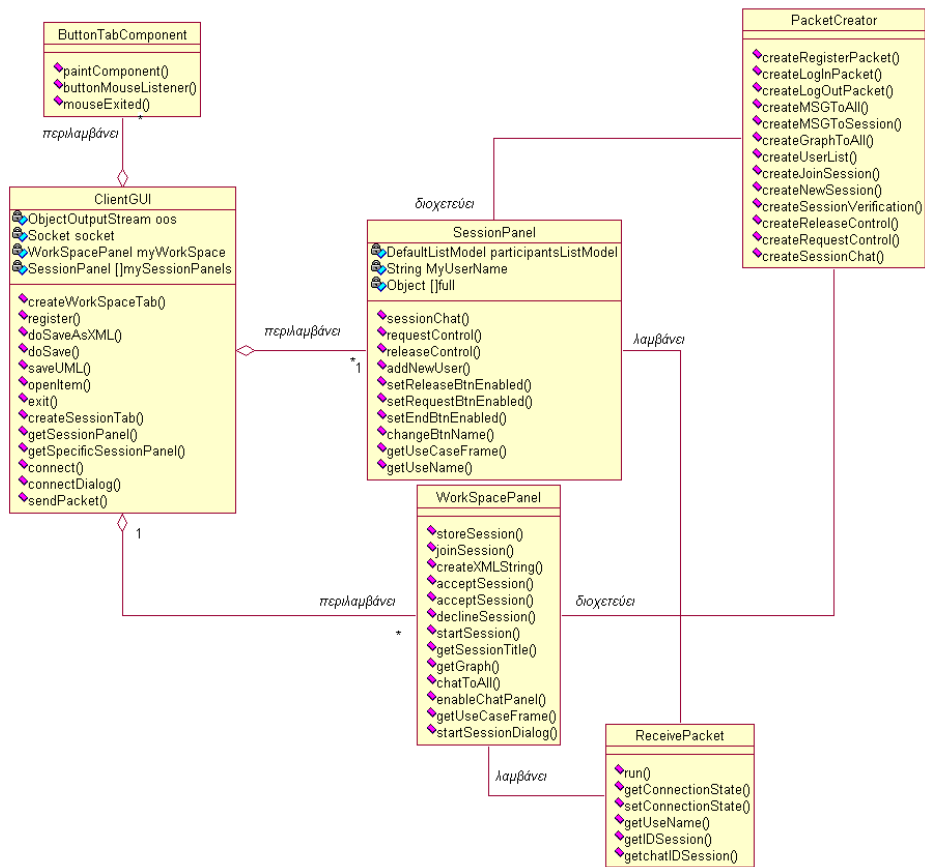 ButtonTabComponent
paintComponent()
buttonMouseListener()
mouseExited()
*
περιλαμβάνει
ClientGUI
ObjectOutputStream oos
Socket socket
WorkSpacePanel myWorkSpace
SessionPanel []mySessionPanels
createWorkSpaceTab()
register()
doSaveAsXML()
doSave()
saveUML()
openItem()
exit()
createSessionTab()
getSessionPanel()
getSpecificSessionPanel()
connect()
connectDialog()
sendPacket()
περιλαμβάνει
*1
1
περιλαμβάνει
*
SessionPanel
DefaultListModel participantsListModel
String MyUserName
Object []full
sessionChat()
requestControl()
releaseControl()
addNewUser()
setReleaseBtnEnabled()
setRequestBtnEnabled()
setEndBtnEnabled()
changeBtnName()
getUseCaseFrame()
getUseName()
διοχετεύει
λαμβάνει
PacketCreator
createRegisterPacket()
createLogInPacket()
createLogOutPacket()
createMSGToAll()
createMSGToSession()
createGraphToAll()
createUserList()
createJoinSession()
createNewSession()
createSessionVerification()
createReleaseControl()
createRequestControl()
createSessionChat()
WorkSpacePanel
storeSession()
joinSession()
createXMLString()
acceptSession()
acceptSession()
declineSession()
startSession()
getSessionTitle()
getGraph()
chatToAll()
enableChatPanel()
getUseCaseFrame()
startSessionDialog()
διοχετεύει
λαμβάνει
ReceivePacket
run()
getConnectionState()
setConnectionState()
getUseName()
getIDSession()
getchatIDSession()